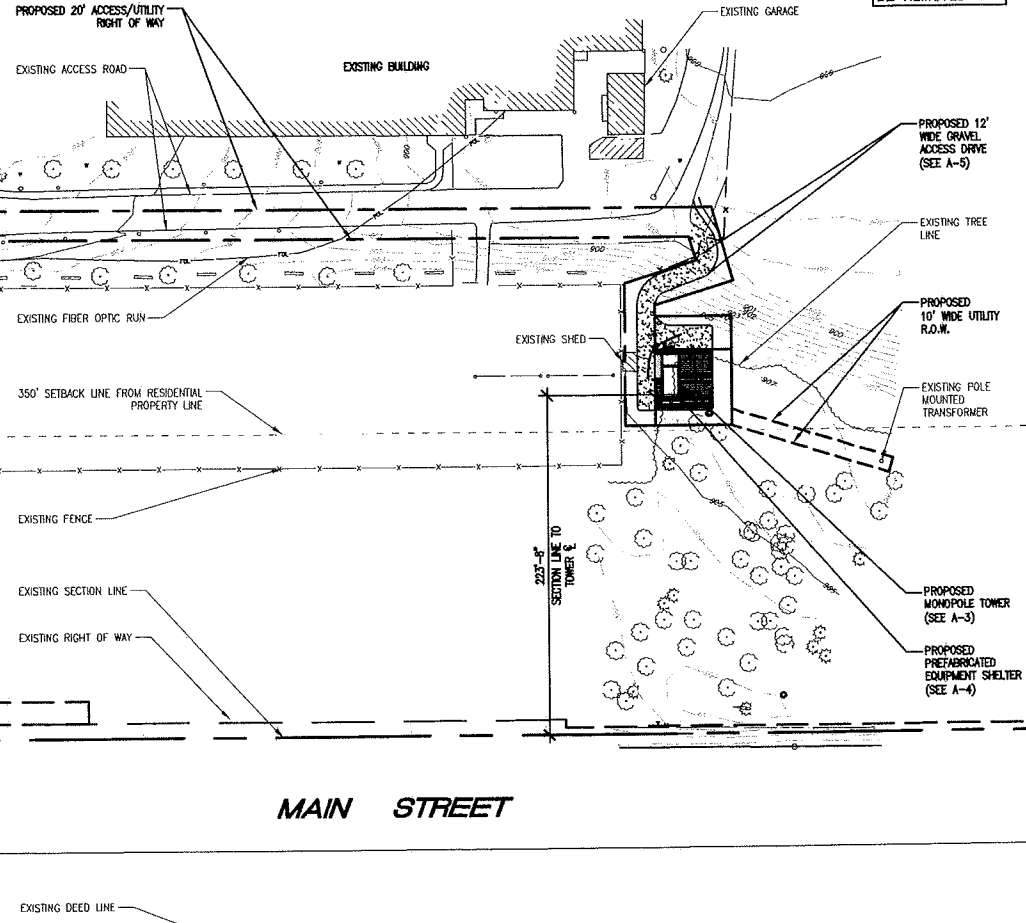 PROPOSED 20' ACCESS/UTILITY
RIGHT OF WAY
EXISTING GARAGE
EXISTING ACCESS ROAD
EXISTING BUILDING
PROPOSED 12'
WIDE GRAVEL
ACCESS DRIVE
(SEE A-5)
EXISTING TREE
LINE
PROPOSED
10' WIDE UTILITY
R.O.W.
EXISTING FIBER OPTIC RUN
EXISTING SHED
350' SETBACK LINE FROM RESIDENTIAL
PROPERTY LINE
EXISTING POLE
MOUNTED
TRANSFORMER
EXISTING FENCE
223'-8"
SECTION LINE TO
TOWER ℄
EXISTING SECTION LINE
EXISTING RIGHT OF WAY
PROPOSED
MONOPOLE TOWER
(SEE A-3)
PROPOSED
PREFABRICATED
EQUIPMENT SHELTER
(SEE A-4)
MAIN STREET
EXISTING DEED LINE
900
900
900
905